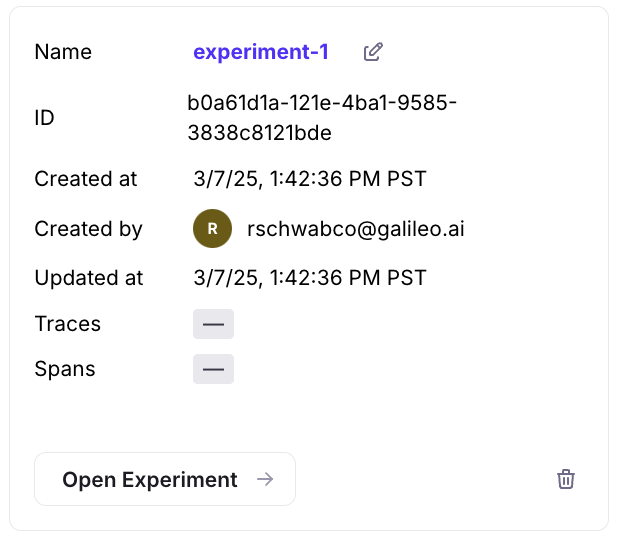 Name experiment-1
ID b0a61d1a-121e-4ba1-9585-
3838c8121bde
Created at 3/7/25, 1:42:36 PM PST
Created by R rschwabco@galileo.ai
Updated at 3/7/25, 1:42:36 PM PST
Traces —
Spans —
Open Experiment →